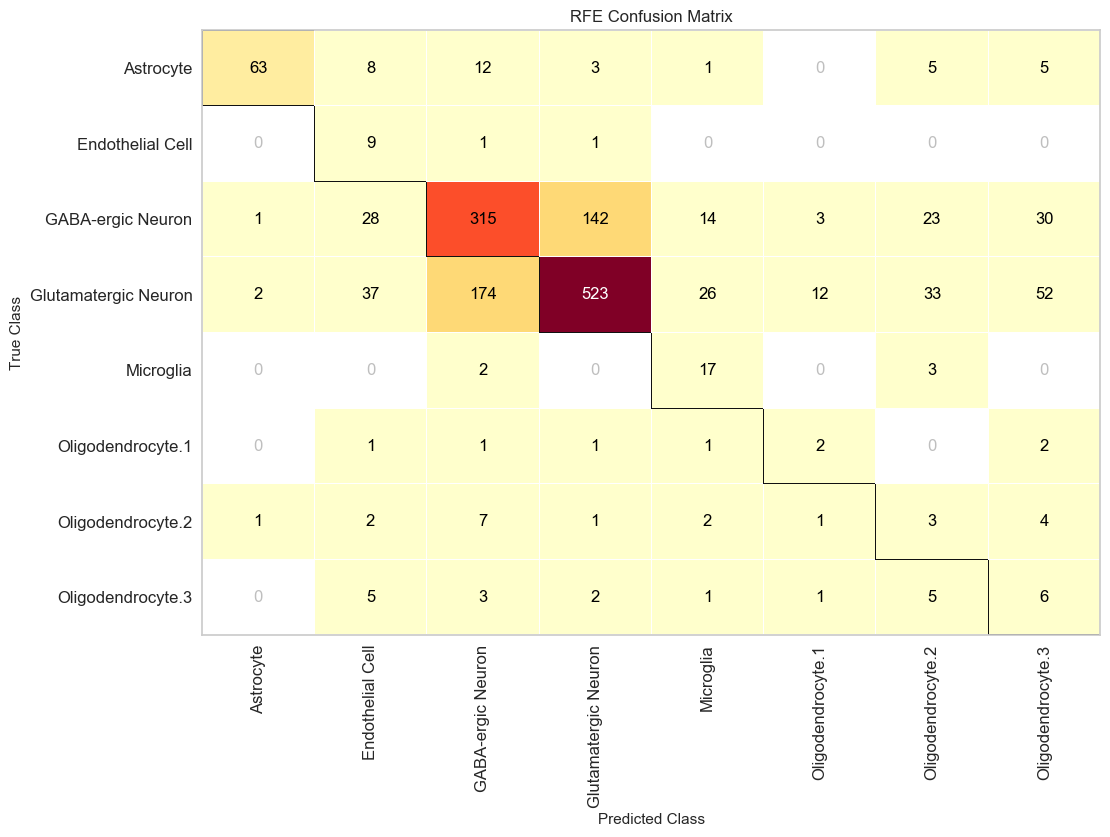 RFE Confusion Matrix
True Class
Astrocyte 63 8 12 3 1 0 5 5
Endothelial Cell 0 9 1 1 0 0 0 0
GABA-ergic Neuron 1 28 315 142 14 3 23 30
Glutamatergic Neuron 2 37 174 523 26 12 33 52
Microglia 0 0 2 0 17 0 3 0
Oligodendrocyte.1 0 1 1 1 1 2 0 2
Oligodendrocyte.2 1 2 7 1 2 1 3 4
Oligodendrocyte.3 0 5 3 2 1 1 5 6
Astrocyte
Endothelial Cell
GABA-ergic Neuron
Glutamatergic Neuron
Microglia
Oligodendrocyte.1
Oligodendrocyte.2
Oligodendrocyte.3
Predicted Class